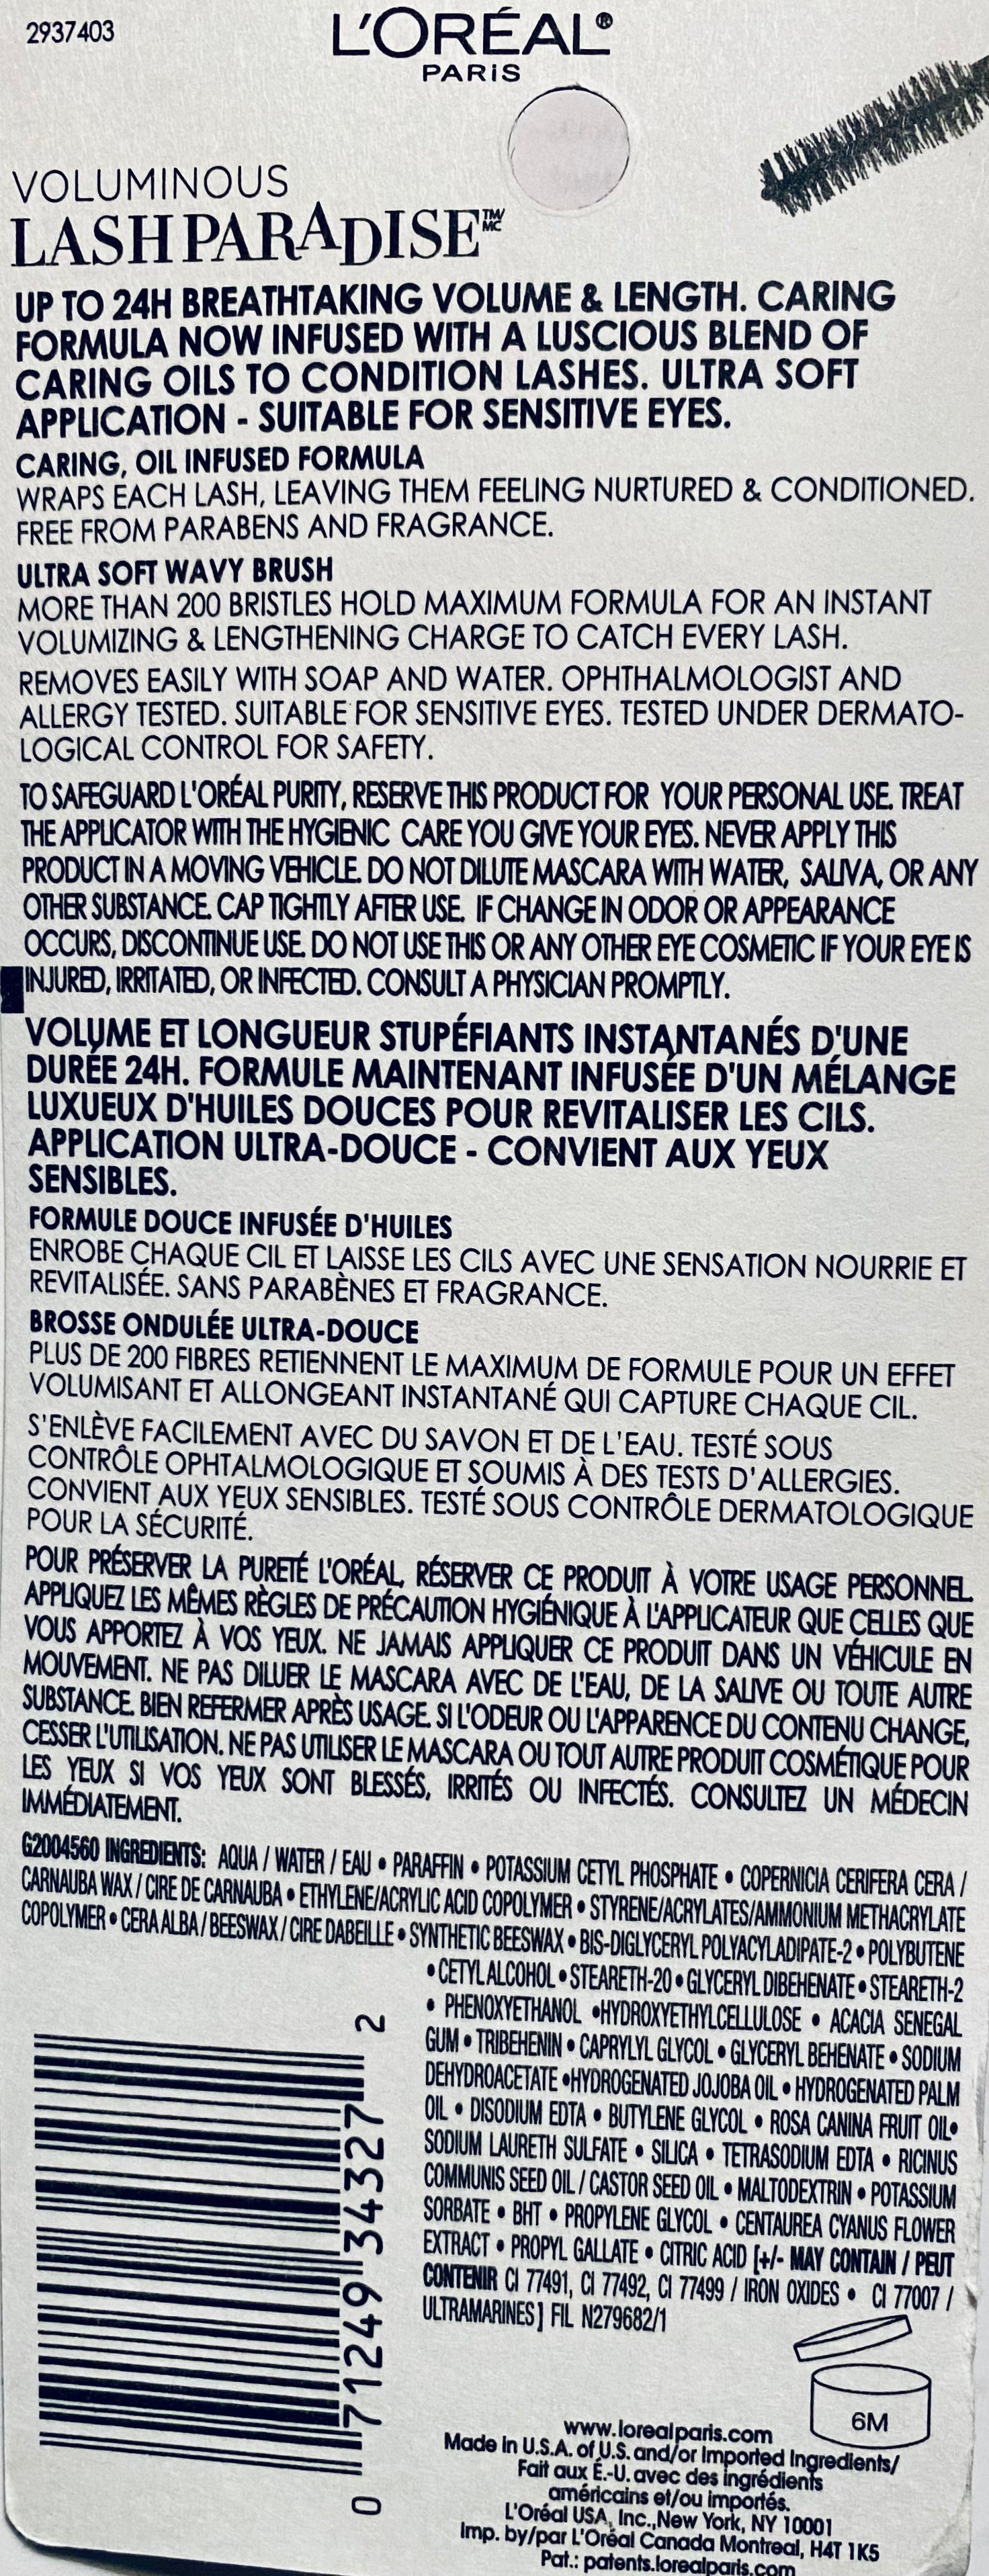 2937403
L'ORÉAL®
PARIS
VOLUMINOUS
LASH PARADISE™/MC
UP TO 24H BREATHTAKING VOLUME & LENGTH. CARING
FORMULA NOW INFUSED WITH A LUSCIOUS BLEND OF
CARING OILS TO CONDITION LASHES. ULTRA SOFT
APPLICATION - SUITABLE FOR SENSITIVE EYES.
CARING, OIL INFUSED FORMULA
WRAPS EACH LASH, LEAVING THEM FEELING NURTURED & CONDITIONED.
FREE FROM PARABENS AND FRAGRANCE.
ULTRA SOFT WAVY BRUSH
MORE THAN 200 BRISTLES HOLD MAXIMUM FORMULA FOR AN INSTANT
VOLUMIZING & LENGTHENING CHARGE TO CATCH EVERY LASH.
REMOVES EASILY WITH SOAP AND WATER. OPHTHALMOLOGIST AND
ALLERGY TESTED. SUITABLE FOR SENSITIVE EYES. TESTED UNDER DERMATO-
LOGICAL CONTROL FOR SAFETY.
TO SAFEGUARD L'ORÉAL PURITY, RESERVE THIS PRODUCT FOR YOUR PERSONAL USE. TREAT
THE APPLICATOR WITH THE HYGIENIC CARE YOU GIVE YOUR EYES. NEVER APPLY THIS
PRODUCT IN A MOVING VEHICLE. DO NOT DILUTE MASCARA WITH WATER, SALIVA, OR ANY
OTHER SUBSTANCE. CAP TIGHTLY AFTER USE. IF CHANGE IN ODOR OR APPEARANCE
OCCURS, DISCONTINUE USE. DO NOT USE THIS OR ANY OTHER EYE COSMETIC IF YOUR EYE IS
INJURED, IRRITATED, OR INFECTED. CONSULT A PHYSICIAN PROMPTLY.
VOLUME ET LONGUEUR STUPÉFIANTS INSTANTANÉS D'UNE
DURÉE 24H. FORMULE MAINTENANT INFUSÉE D'UN MÉLANGE
LUXUEUX D'HUILES DOUCES POUR REVITALISER LES CILS.
APPLICATION ULTRA-DOUCE - CONVIENT AUX YEUX
SENSIBLES.
FORMULE DOUCE INFUSÉE D'HUILES
ENROBE CHAQUE CIL ET LAISSE LES CILS AVEC UNE SENSATION NOURRIE ET
REVITALISÉE. SANS PARABÈNES ET FRAGRANCE.
BROSSE ONDULÉE ULTRA-DOUCE
PLUS DE 200 FIBRES RETIENNENT LE MAXIMUM DE FORMULE POUR UN EFFET
VOLUMISANT ET ALLONGEANT INSTANTANÉ QUI CAPTURE CHAQUE CIL.
S'ENLÈVE FACILEMENT AVEC DU SAVON ET DE L'EAU. TESTÉ SOUS
CONTRÔLE OPHTALMOLOGIQUE ET SOUMIS À DES TESTS D'ALLERGIES.
CONVIENT AUX YEUX SENSIBLES. TESTÉ SOUS CONTRÔLE DERMATOLOGIQUE
POUR LA SÉCURITÉ.
POUR PRÉSERVER LA PURETÉ L'ORÉAL, RÉSERVER CE PRODUIT À VOTRE USAGE PERSONNEL.
APPLIQUEZ LES MÊMES RÈGLES DE PRÉCAUTION HYGIÉNIQUE À L'APPLICATEUR QUE CELLES QUE
VOUS APPORTEZ À VOS YEUX. NE JAMAIS APPLIQUER CE PRODUIT DANS UN VÉHICULE EN
MOUVEMENT. NE PAS DILUER LE MASCARA AVEC DE L'EAU, DE LA SALIVE OU TOUTE AUTRE
SUBSTANCE. BIEN REFERMER APRÈS USAGE. SI L'ODEUR OU L'APPARENCE DU CONTENU CHANGE,
CESSER L'UTILISATION. NE PAS UTILISER LE MASCARA OU TOUT AUTRE PRODUIT COSMÉTIQUE POUR
LES YEUX SI VOS YEUX SONT BLESSÉS, IRRITÉS OU INFECTÉS. CONSULTEZ UN MÉDECIN
IMMÉDIATEMENT.
G2004560 INGREDIENTS: AQUA / WATER / EAU • PARAFFIN • POTASSIUM CETYL PHOSPHATE • COPERNICIA CERIFERA CERA /
CARNAUBA WAX / CIRE DE CARNAUBA • ETHYLENE/ACRYLIC ACID COPOLYMER • STYRENE/ACRYLATES/AMMONIUM METHACRYLATE
COPOLYMER • CERA ALBA / BEESWAX / CIRE DABEILLE • SYNTHETIC BEESWAX • BIS-DIGLYCERYL POLYACYLADIPATE-2 • POLYBUTENE
• CETYL ALCOHOL • STEARETH-20 • GLYCERYL DIBEHENATE • STEARETH-2
• PHENOXYETHANOL •HYDROXYETHYLCELLULOSE • ACACIA SENEGAL
GUM • TRIBEHENIN • CAPRYLYL GLYCOL • GLYCERYL BEHENATE • SODIUM
DEHYDROACETATE •HYDROGENATED JOJOBA OIL • HYDROGENATED PALM
OIL • DISODIUM EDTA • BUTYLENE GLYCOL • ROSA CANINA FRUIT OIL•
SODIUM LAURETH SULFATE • SILICA • TETRASODIUM EDTA • RICINUS
COMMUNIS SEED OIL / CASTOR SEED OIL • MALTODEXTRIN • POTASSIUM
SORBATE • BHT • PROPYLENE GLYCOL • CENTAUREA CYANUS FLOWER
EXTRACT • PROPYL GALLATE • CITRIC ACID [+/- MAY CONTAIN / PEUT
CONTENIR CI 77491, CI 77492, CI 77499 / IRON OXIDES • CI 77007 /
ULTRAMARINES] FIL N279682/1
0 71249 34327 2
6M
www.lorealparis.com
Made in U.S.A. of U.S. and/or Imported Ingredients/
Fait aux É.-U. avec des ingrédients
américains et/ou importés.
L'Oréal USA, Inc.,New York, NY 10001
Imp. by/par L'Oréal Canada Montreal, H4T 1K5
Pat.: patents.lorealparis.com